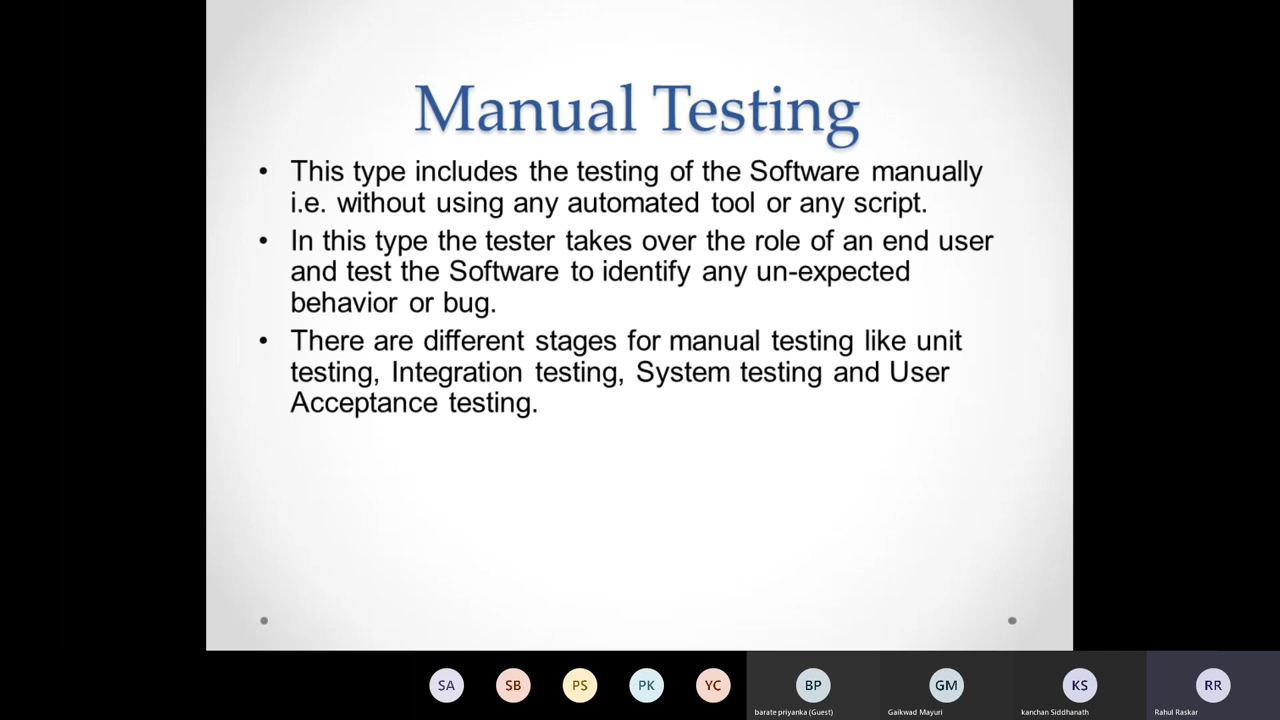 Manual Testing
• This type includes the testing of the Software manually
i.e. without using any automated tool or any script.
• In this type the tester takes over the role of an end user
and test the Software to identify any un-expected
behavior or bug.
• There are different stages for manual testing like unit
testing, Integration testing, System testing and User
Acceptance testing.
SA SB PS PK YC BP GM KS RR
barate priyanka (Guest) Gaikwad Mayuri kanchan Siddhanath Rahul Raskar